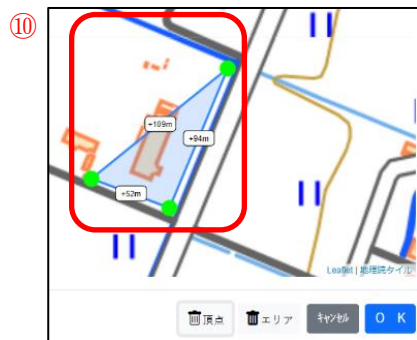 ⑩
+109m
+94m
+52m
Leaflet | 地理院タイル
頂点 エリア ｷｬﾝｾﾙ O K